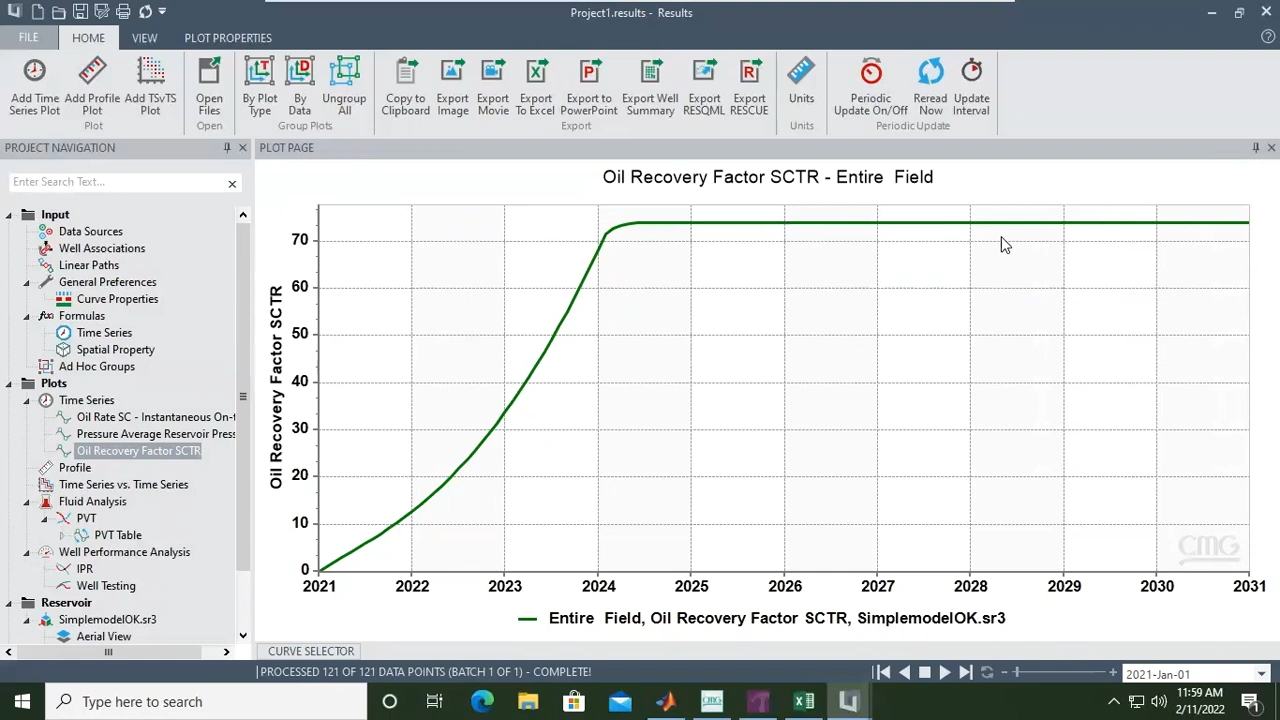 Project1.results - Results
FILE
HOME
VIEW
PLOT PROPERTIES
Add Time Series Plot
Add Profile Plot
Add TSvTS Plot
Plot
Open Files
Open
By Plot Type
By Data
Ungroup All
Group Plots
Copy to Clipboard
Export Image
Export Movie
Export To Excel
Export to PowerPoint
Export Well Summary
Export RESQML
Export RESCUE
Export
Units
Units
Periodic Update On/Off
Reread Now
Update Interval
Periodic Update
PROJECT NAVIGATION
Enter Search Text...
Input
Data Sources
Well Associations
Linear Paths
General Preferences
Curve Properties
Formulas
Time Series
Spatial Property
Ad Hoc Groups
Plots
Time Series
Oil Rate SC - Instantaneous On-t
Pressure Average Reservoir Press
Oil Recovery Factor SCTR
Profile
Time Series vs. Time Series
Fluid Analysis
PVT
PVT Table
Well Performance Analysis
IPR
Well Testing
Reservoir
SimplemodelOK.sr3
Aerial View
PLOT PAGE
Oil Recovery Factor SCTR - Entire Field
Oil Recovery Factor SCTR
70
60
50
40
30
20
10
0
2021 2022 2023 2024 2025 2026 2027 2028 2029 2030 2031
CMG
Entire Field, Oil Recovery Factor SCTR, SimplemodelOK.sr3
CURVE SELECTOR
PROCESSED 121 OF 121 DATA POINTS (BATCH 1 OF 1) - COMPLETE!
2021-Jan-01
Type here to search
11:59 AM
2/11/2022
1